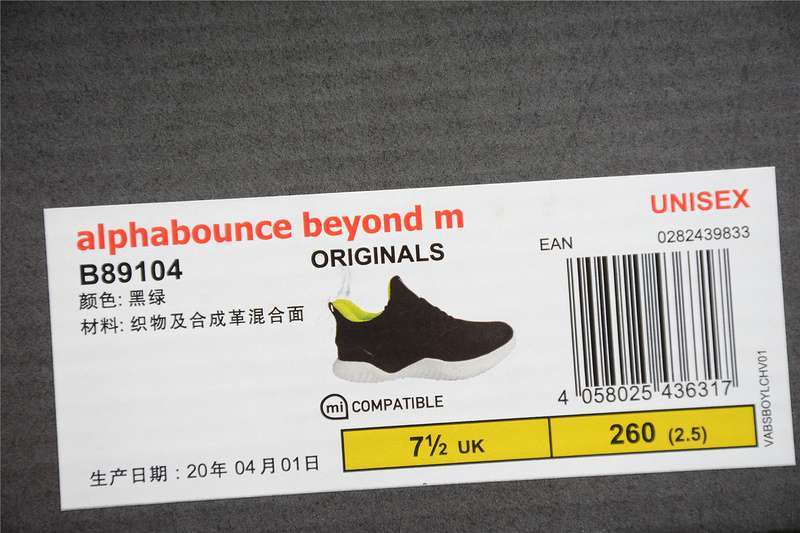 alphabounce beyond m
UNISEX
B89104
ORIGINALS
EAN
0282439833
颜色: 黑绿
材料: 织物及合成革混合面
4 058025 436317
mi COMPATIBLE
7½ UK
260 (2.5)
生产日期: 20年 04月01日
VABSBOYLCHV01